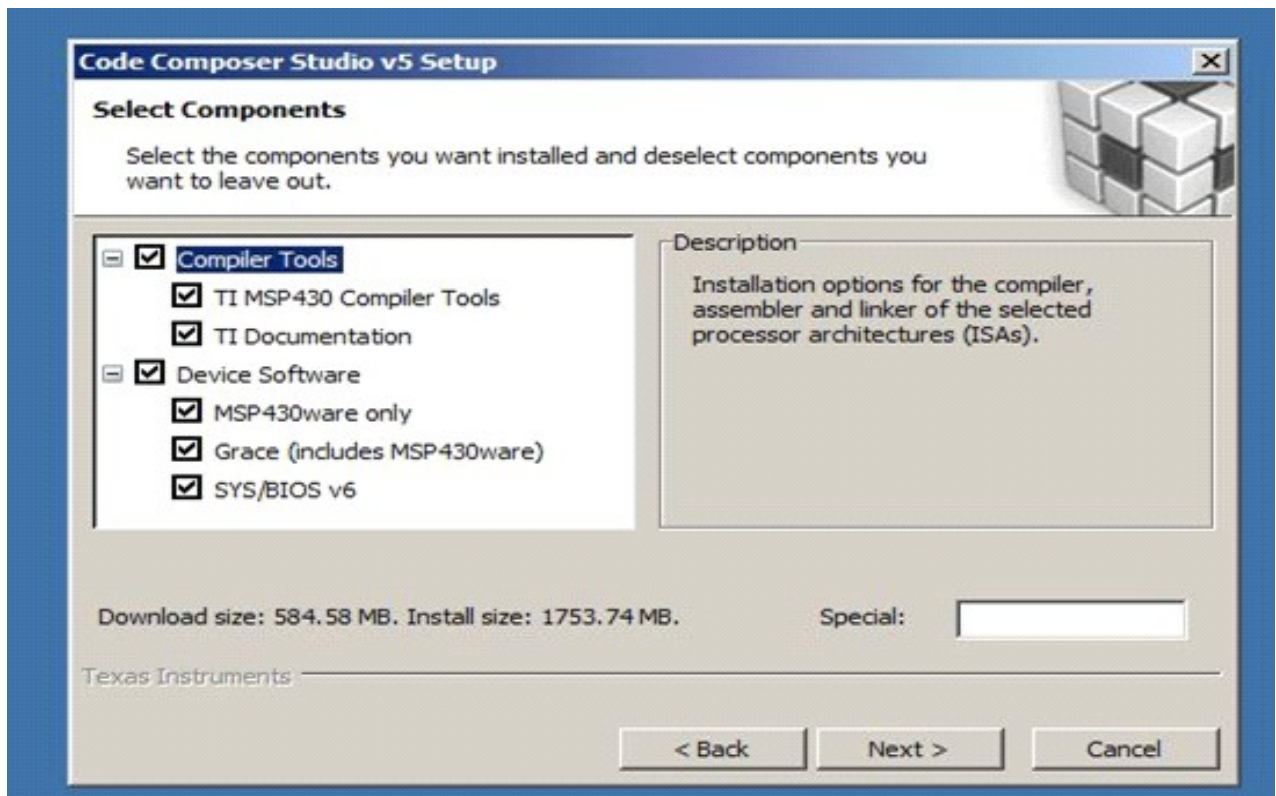 Code Composer Studio v5 Setup
Select Components
Select the components you want installed and deselect components you
want to leave out.
Compiler Tools
TI MSP430 Compiler Tools
TI Documentation
Device Software
MSP430ware only
Grace (includes MSP430ware)
SYS/BIOS v6
Description
Installation options for the compiler,
assembler and linker of the selected
processor architectures (ISAs).
Download size: 584.58 MB. Install size: 1753.74 MB.
Special:
Texas Instruments
< Back
Next >
Cancel